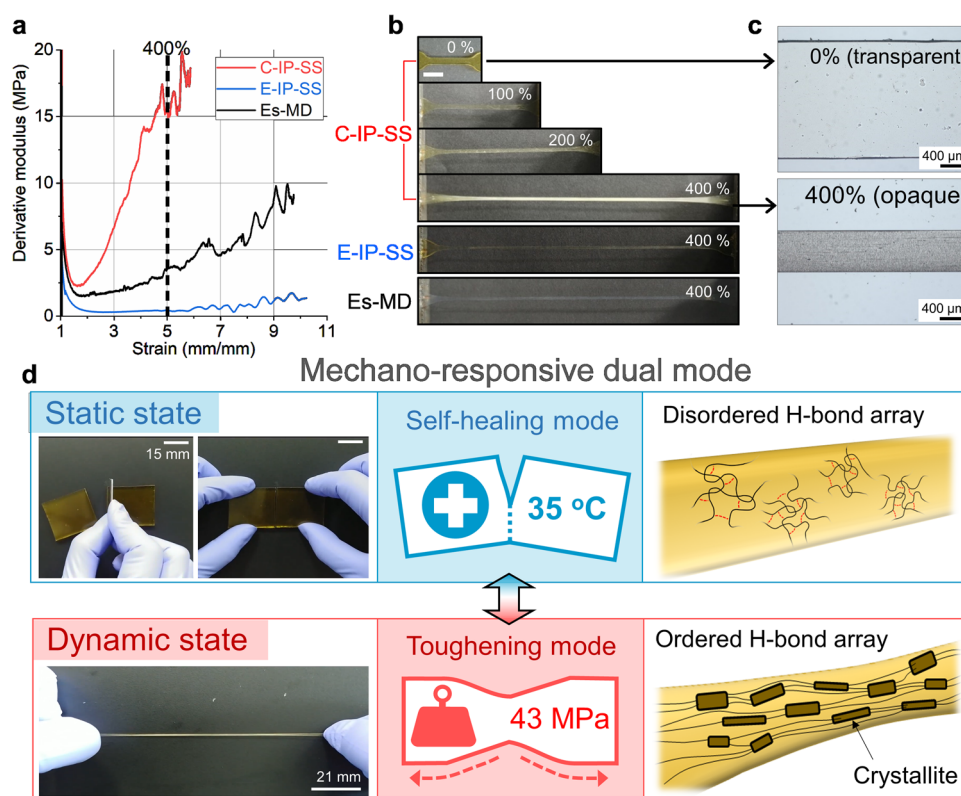 a
400%
20
15
10
5
0
Derivative modulus (MPa)
C-IP-SS
E-IP-SS
Es-MD
1
3
5
7
9
11
Strain (mm/mm)
b
0 %
100 %
C-IP-SS
200 %
400 %
E-IP-SS
400 %
Es-MD
400 %
c
0% (transparent
400 µm
400% (opaque
400 µm
d
Mechano-responsive dual mode
Static state
15 mm
Self-healing mode
35 °C
Disordered H-bond array
Dynamic state
21 mm
Toughening mode
43 MPa
Ordered H-bond array
Crystallite